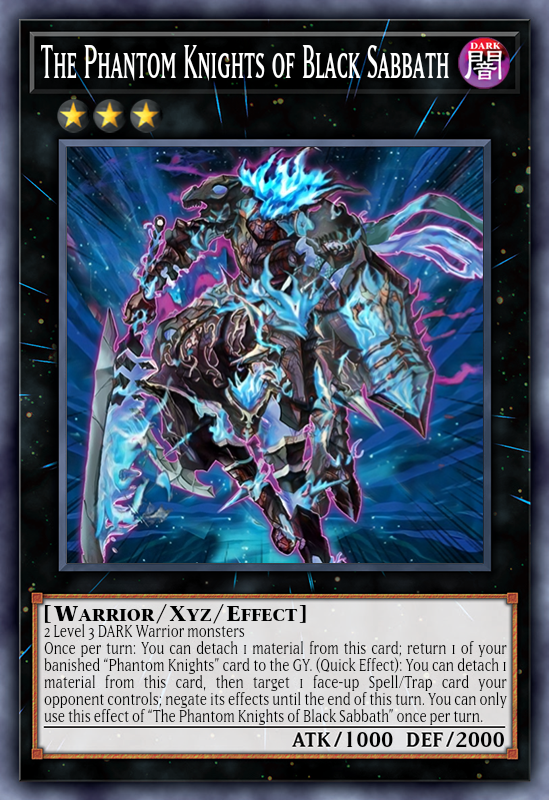 The Phantom Knights of Black Sabbath
DARK
闇
[Warrior/Xyz/Effect]
2 Level 3 DARK Warrior monsters
Once per turn: You can detach 1 material from this card; return 1 of your
banished “Phantom Knights” card to the GY. (Quick Effect): You can detach 1
material from this card, then target 1 face-up Spell/Trap card your
opponent controls; negate its effects until the end of this turn. You can only
use this effect of “The Phantom Knights of Black Sabbath” once per turn.
ATK/1000 DEF/2000